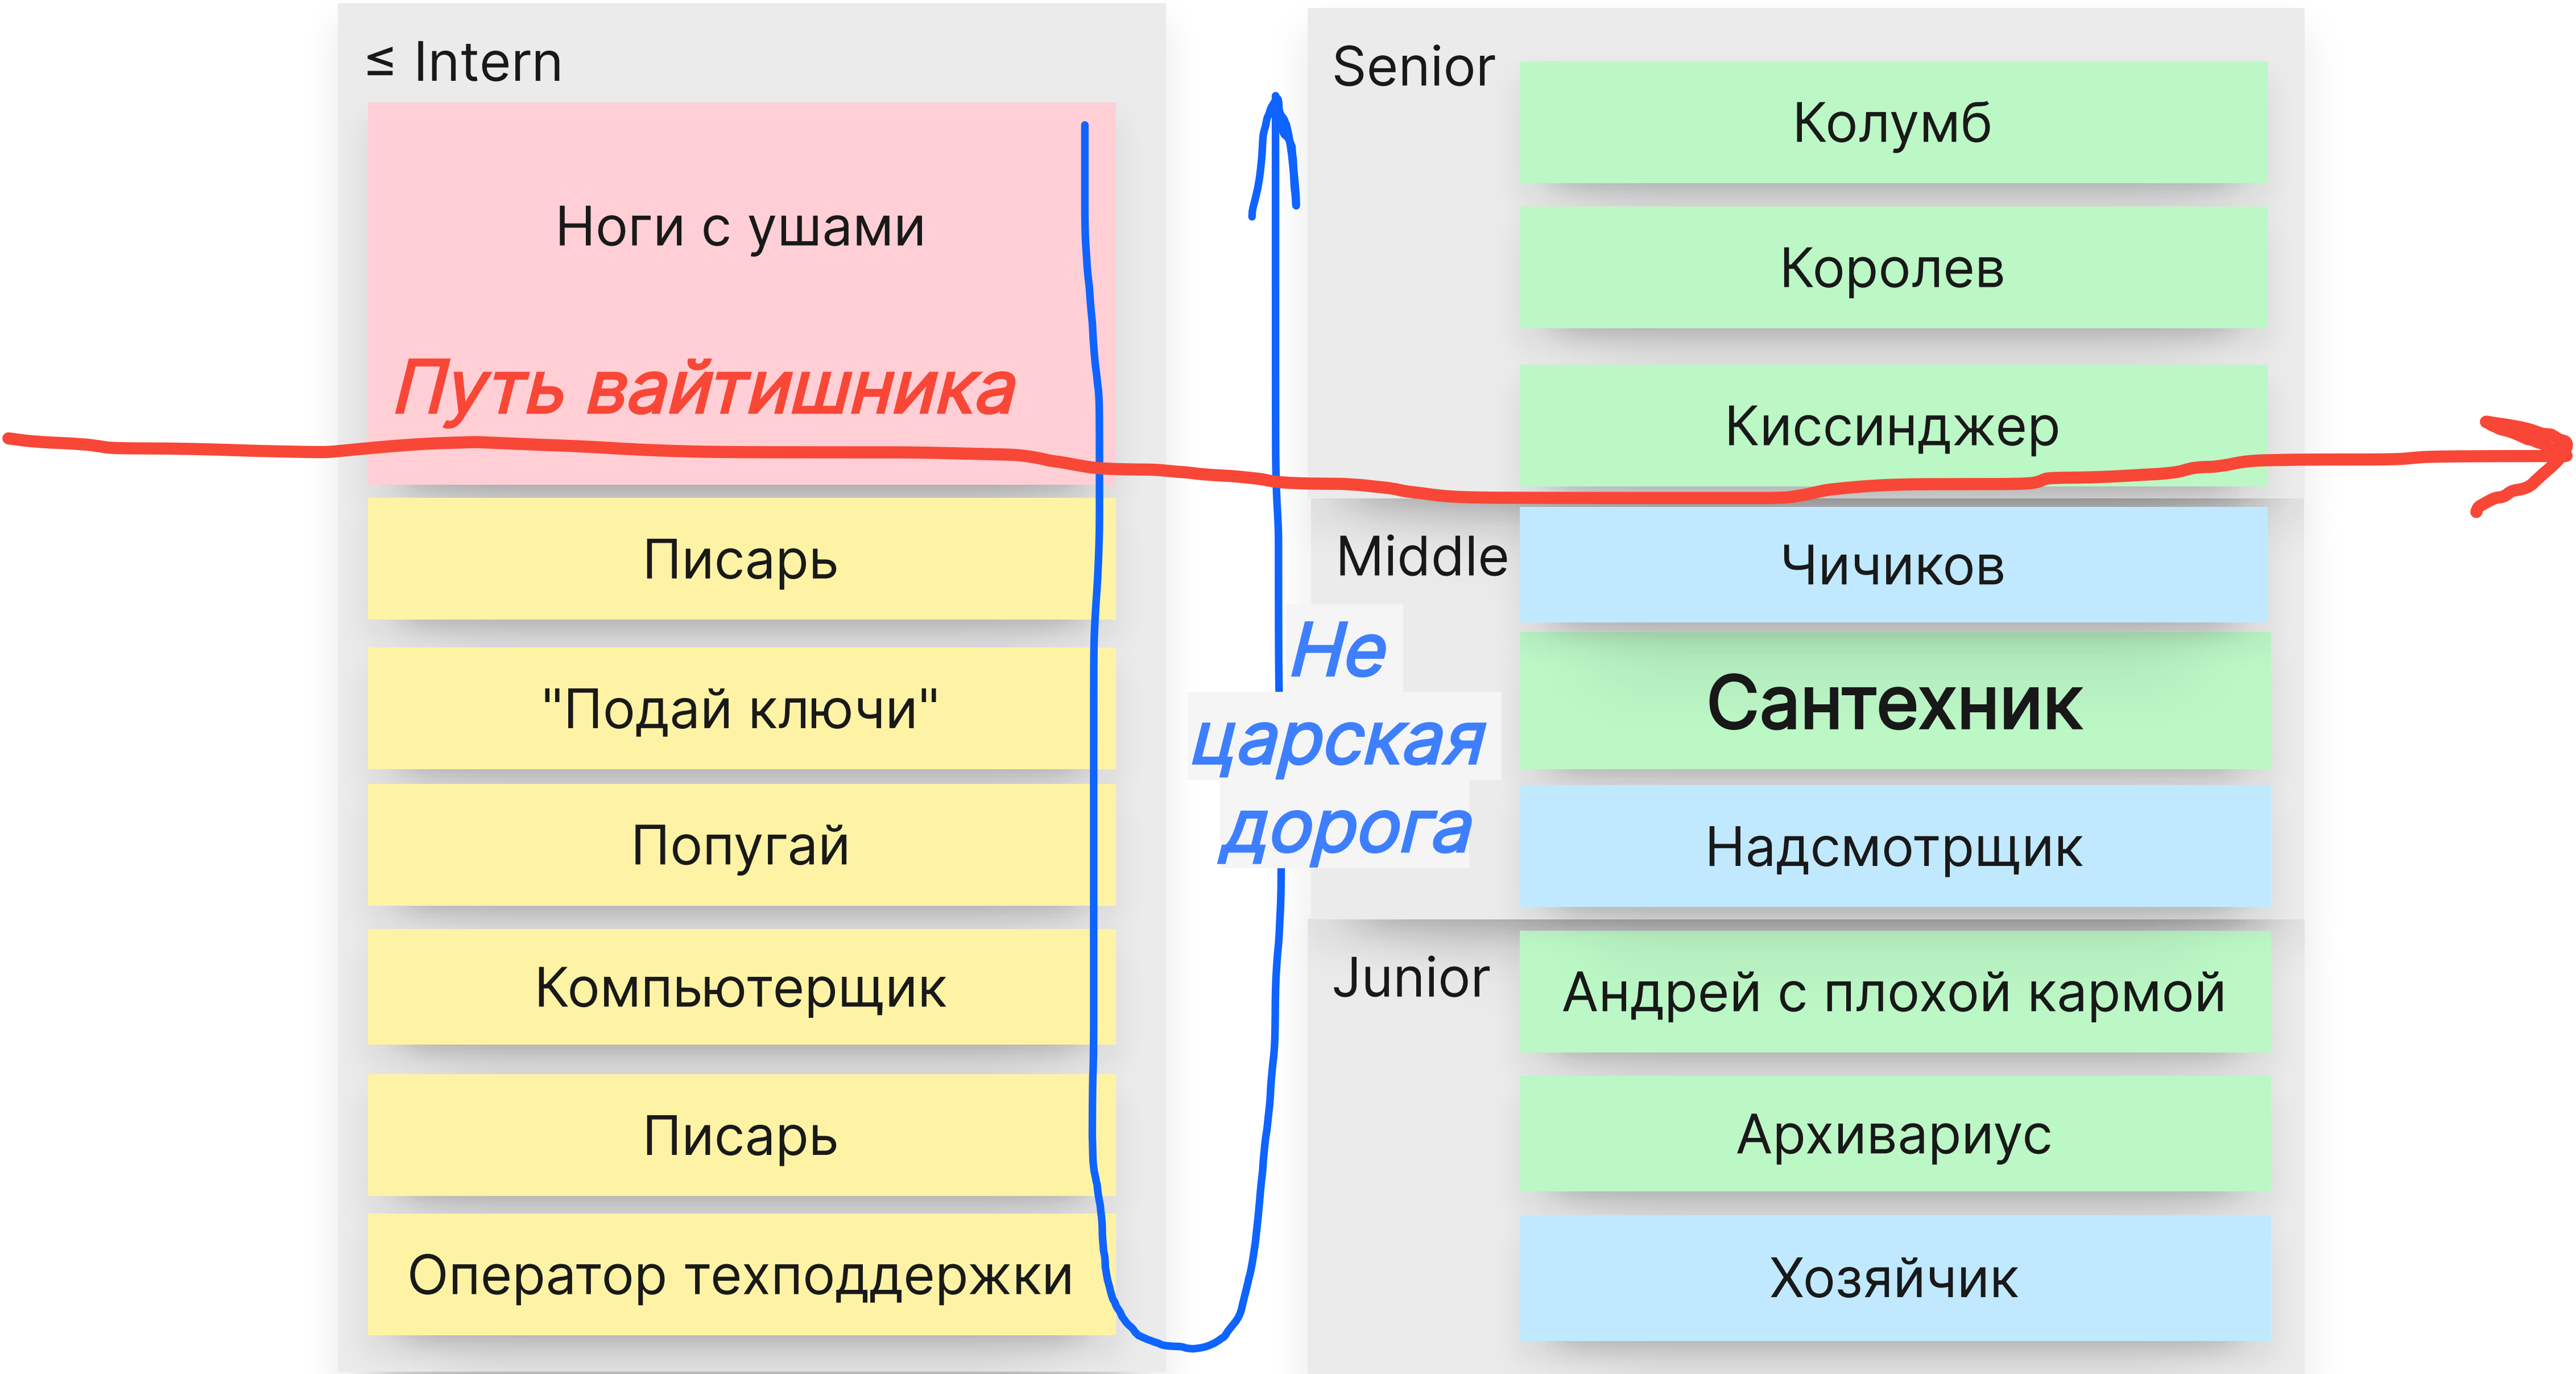 ≤ Intern
Ноги с ушами
Путь вайтишника
Писарь
"Подай ключи"
Попугай
Компьютерщик
Писарь
Оператор техподдержки
Не
царская
дорога
Senior
Колумб
Королев
Киссинджер
Middle
Чичиков
Сантехник
Надсмотрщик
Junior
Андрей с плохой кармой
Архивариус
Хозяйчик